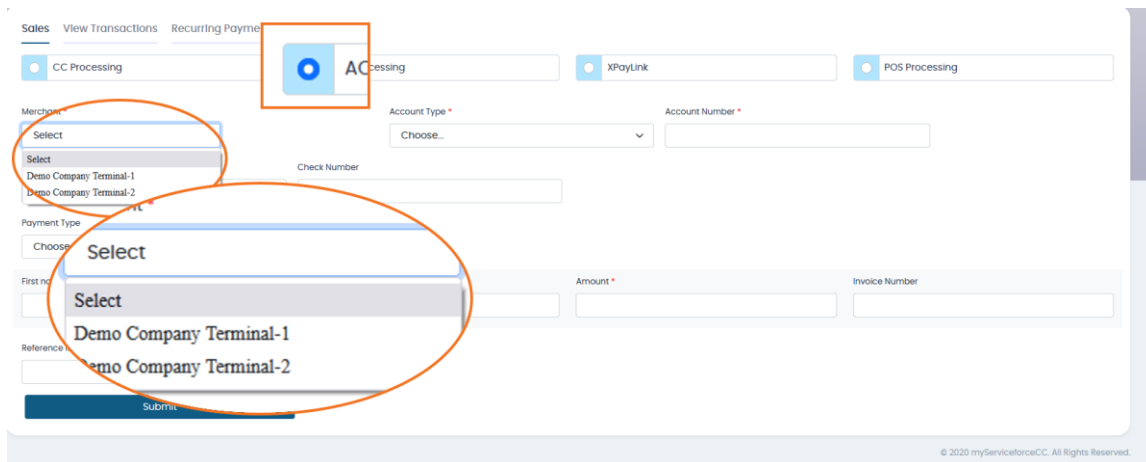 Sales View Transactions Recurring Payme
CC Processing
AC
cessing
XPayLink
POS Processing
Merchant *
Account Type *
Account Number *
Select
Choose...
Select
Demo Company Terminal-1
Demo Company Terminal-2
Check Number
Payment Type
Choose
Select
Select
Demo Company Terminal-1
Demo Company Terminal-2
First na
Amount *
Invoice Number
Reference
Submit
© 2020 myServiceforceCC. All Rights Reserved.